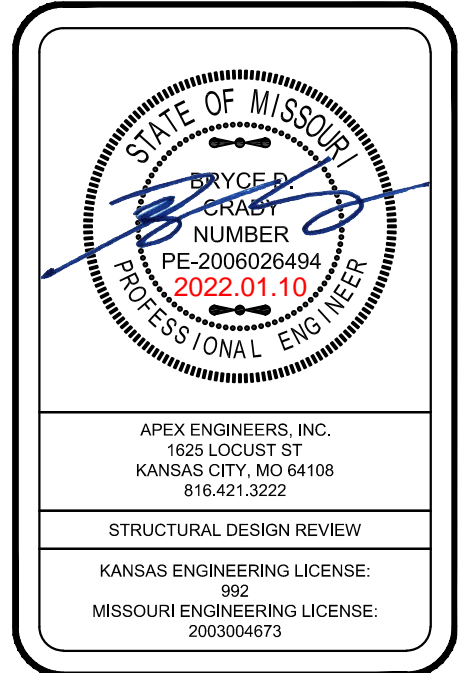 STATE OF MISSOURI
BRYCE D.
CRADY
NUMBER
PE-2006026494
2022.01.10
PROFESSIONAL ENGINEER
APEX ENGINEERS, INC.
1625 LOCUST ST
KANSAS CITY, MO 64108
816.421.3222
STRUCTURAL DESIGN REVIEW
KANSAS ENGINEERING LICENSE:
992
MISSOURI ENGINEERING LICENSE:
2003004673